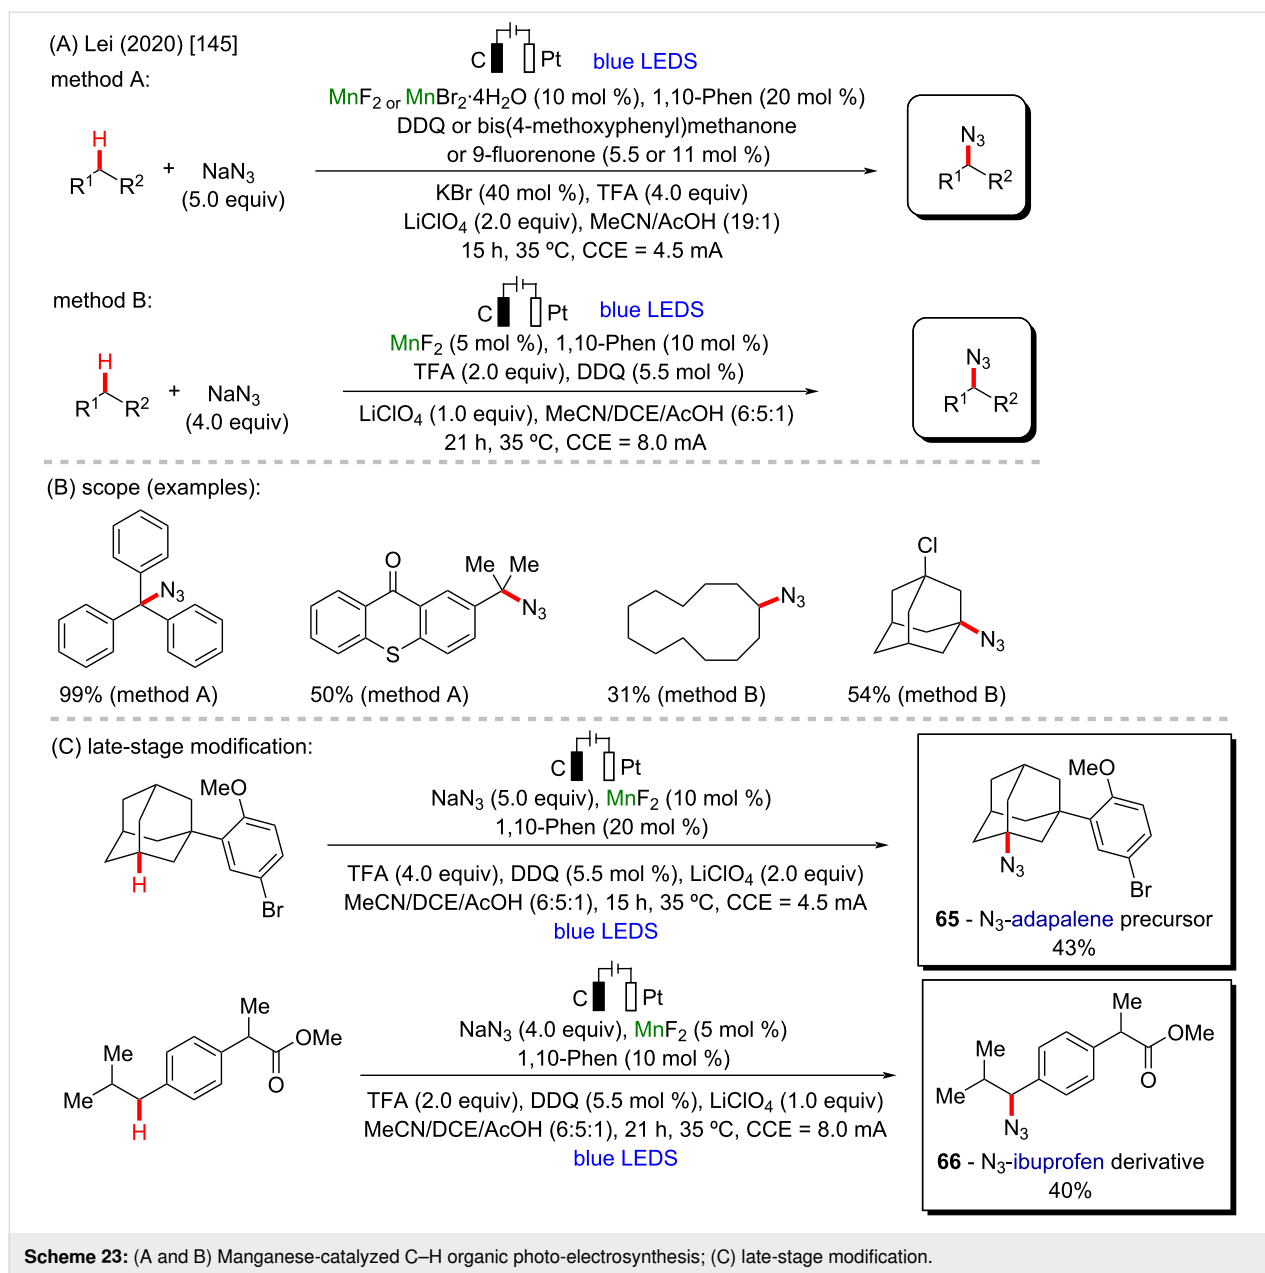 (A) Lei (2020) [145]
method A:
C Pt blue LEDS
MnF2 or MnBr2·4H2O (10 mol %), 1,10-Phen (20 mol %)
DDQ or bis(4-methoxyphenyl)methanone
or 9-fluorenone (5.5 or 11 mol %)
H
R1 R2 + NaN3
(5.0 equiv)
KBr (40 mol %), TFA (4.0 equiv)
LiClO4 (2.0 equiv), MeCN/AcOH (19:1)
15 h, 35 ºC, CCE = 4.5 mA
N3
R1 R2
method B:
C Pt blue LEDS
MnF2 (5 mol %), 1,10-Phen (10 mol %)
TFA (2.0 equiv), DDQ (5.5 mol %)
H
R1 R2 + NaN3
(4.0 equiv)
LiClO4 (1.0 equiv), MeCN/DCE/AcOH (6:5:1)
21 h, 35 ºC, CCE = 8.0 mA
N3
R1 R2
(B) scope (examples):
N3
99% (method A)
O
S
Me Me
N3
50% (method A)
N3
31% (method B)
Cl
N3
54% (method B)
(C) late-stage modification:
MeO
H
Br
C Pt
NaN3 (5.0 equiv), MnF2 (10 mol %)
1,10-Phen (20 mol %)
TFA (4.0 equiv), DDQ (5.5 mol %), LiClO4 (2.0 equiv)
MeCN/DCE/AcOH (6:5:1), 15 h, 35 ºC, CCE = 4.5 mA
blue LEDS
MeO
N3
Br
65 - N3-adapalene precursor
43%
Me
OMe
O
Me
Me
H
C Pt
NaN3 (4.0 equiv), MnF2 (5 mol %)
1,10-Phen (10 mol %)
TFA (2.0 equiv), DDQ (5.5 mol %), LiClO4 (1.0 equiv)
MeCN/DCE/AcOH (6:5:1), 21 h, 35 ºC, CCE = 8.0 mA
blue LEDS
Me
OMe
O
Me
Me
N3
66 - N3-ibuprofen derivative
40%
Scheme 23: (A and B) Manganese-catalyzed C–H organic photo-electrosynthesis; (C) late-stage modification.